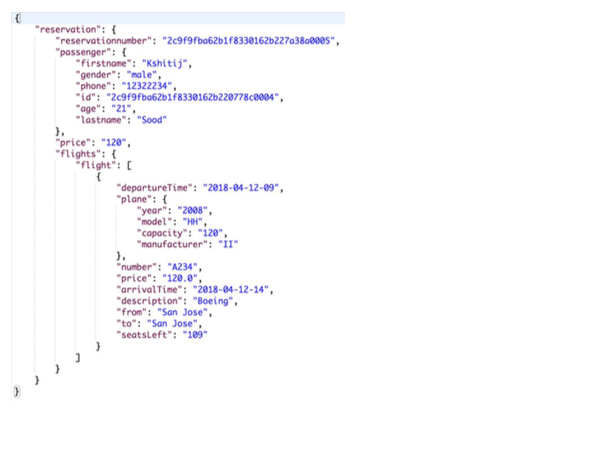 {
"reservation": {
"reservationnumber": "2c9f9fba62b1f8330162b227a38a0005",
"passenger": {
"firstname": "Kshitij",
"gender": "male",
"phone": "12322234",
"id": "2c9f9fba62b1f8330162b220778c0004",
"age": "21",
"lastname": "Sood"
},
"price": "120",
"flights": {
"flight": [
{
"departureTime": "2018-04-12-09",
"plane": {
"year": "2008",
"model": "HH",
"capacity": "120",
"manufacturer": "II"
},
"number": "A234",
"price": "120.0",
"arrivalTime": "2018-04-12-14",
"description": "Boeing",
"from": "San Jose",
"to": "San Jose",
"seatsLeft": "109"
}
]
}
}
}